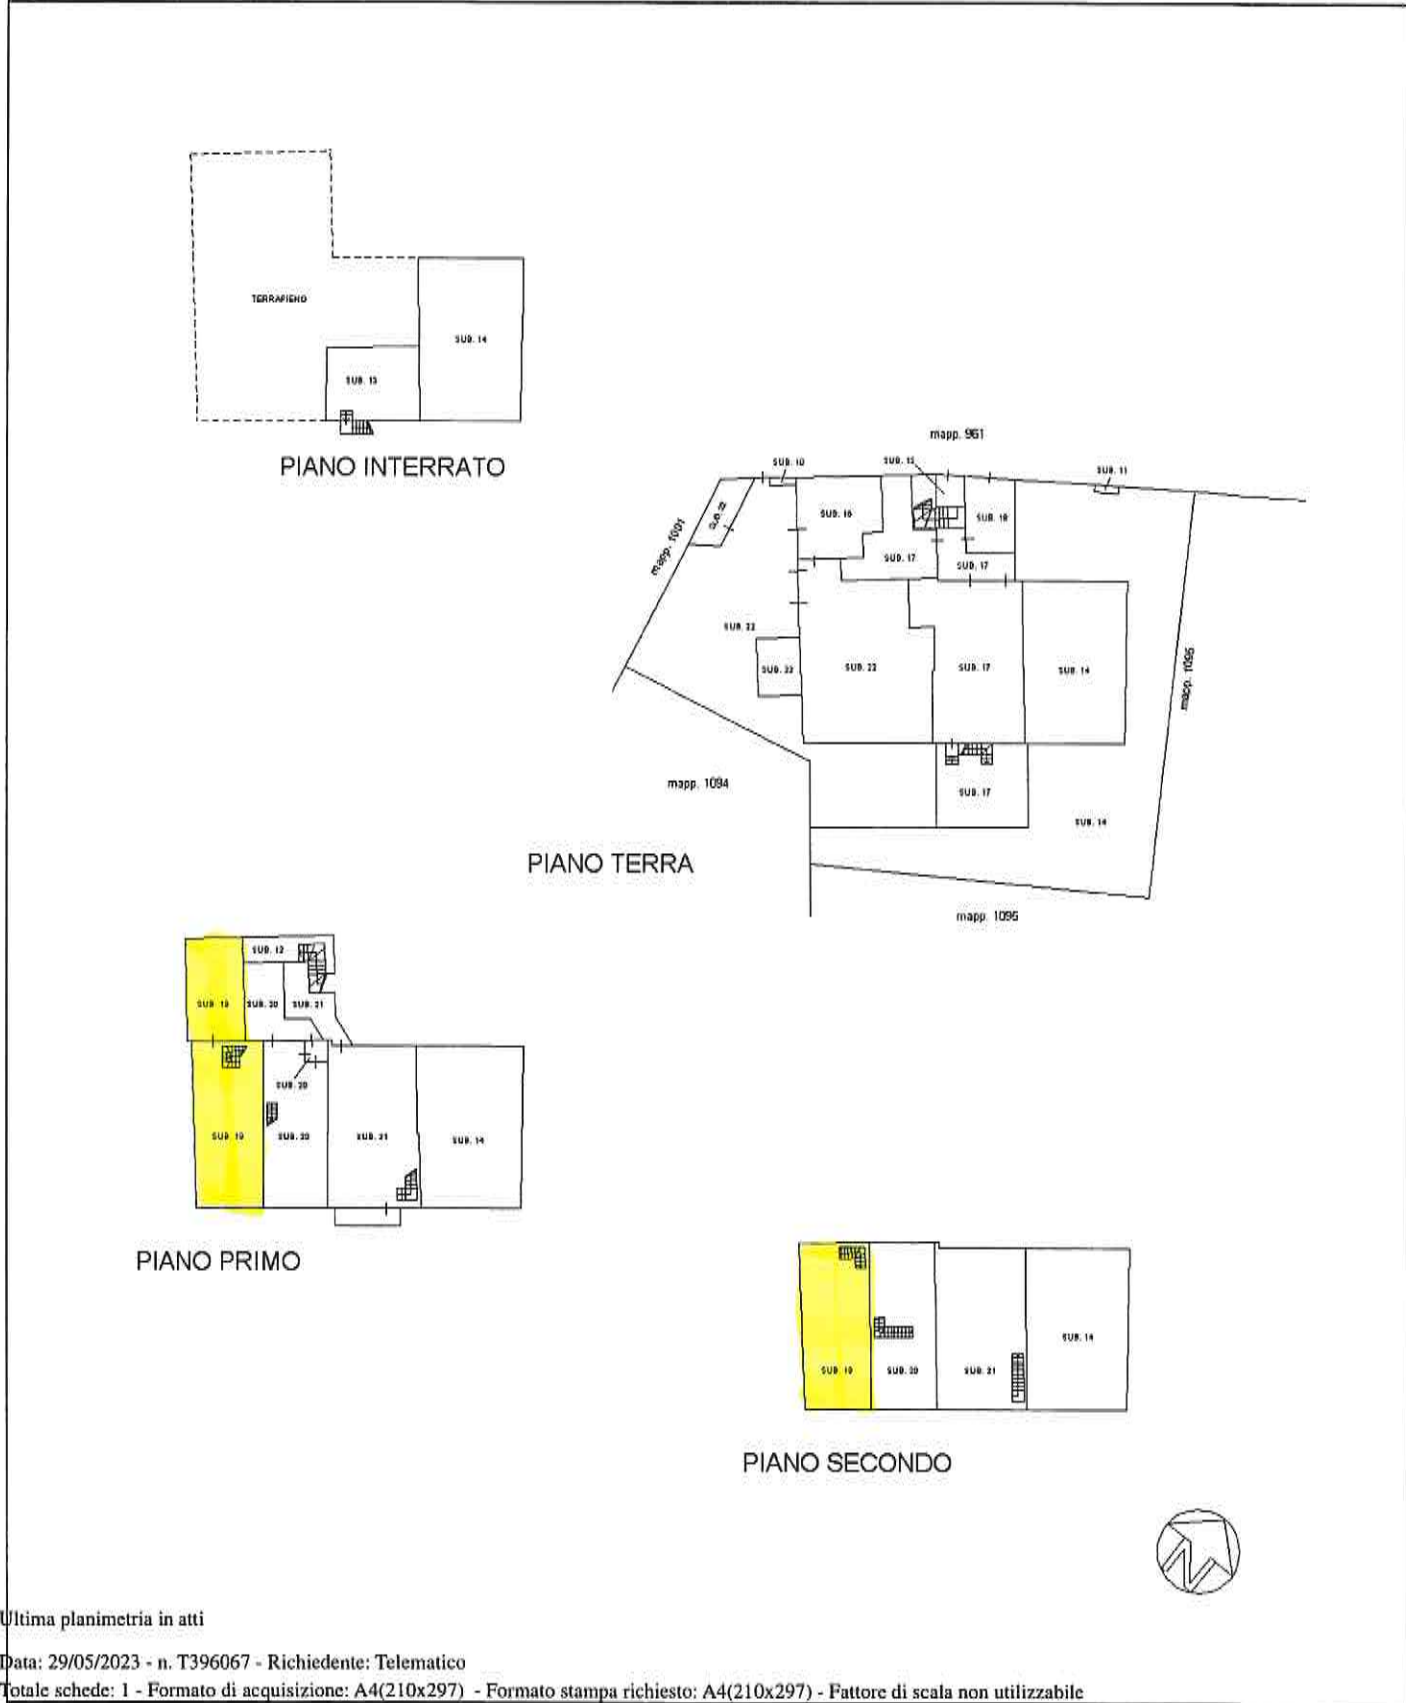 TERRAPIENO
SUB. 14
SUB. 13
PIANO INTERRATO
mapp. 961
SUB. 10
SUB. 15
SUB. 11
SUB. 16
SUB. 18
mapp. 1001
SUB. 17
SUB. 17
SUB. 22
SUB. 22
SUB. 22
SUB. 17
SUB. 14
mapp. 1095
mapp. 1094
SUB. 17
SUB. 14
PIANO TERRA
mapp. 1095
SUB. 12
SUB. 19
SUB. 20
SUB. 21
SUB. 20
SUB. 19
SUB. 20
SUB. 21
SUB. 14
PIANO PRIMO
SUB. 14
SUB. 19
SUB. 20
SUB. 21
PIANO SECONDO
N
Ultima planimetria in atti
Data: 29/05/2023 - n. T396067 - Richiedente: Telematico
Totale schede: 1 - Formato di acquisizione: A4(210x297) - Formato stampa richiesto: A4(210x297) - Fattore di scala non utilizzabile